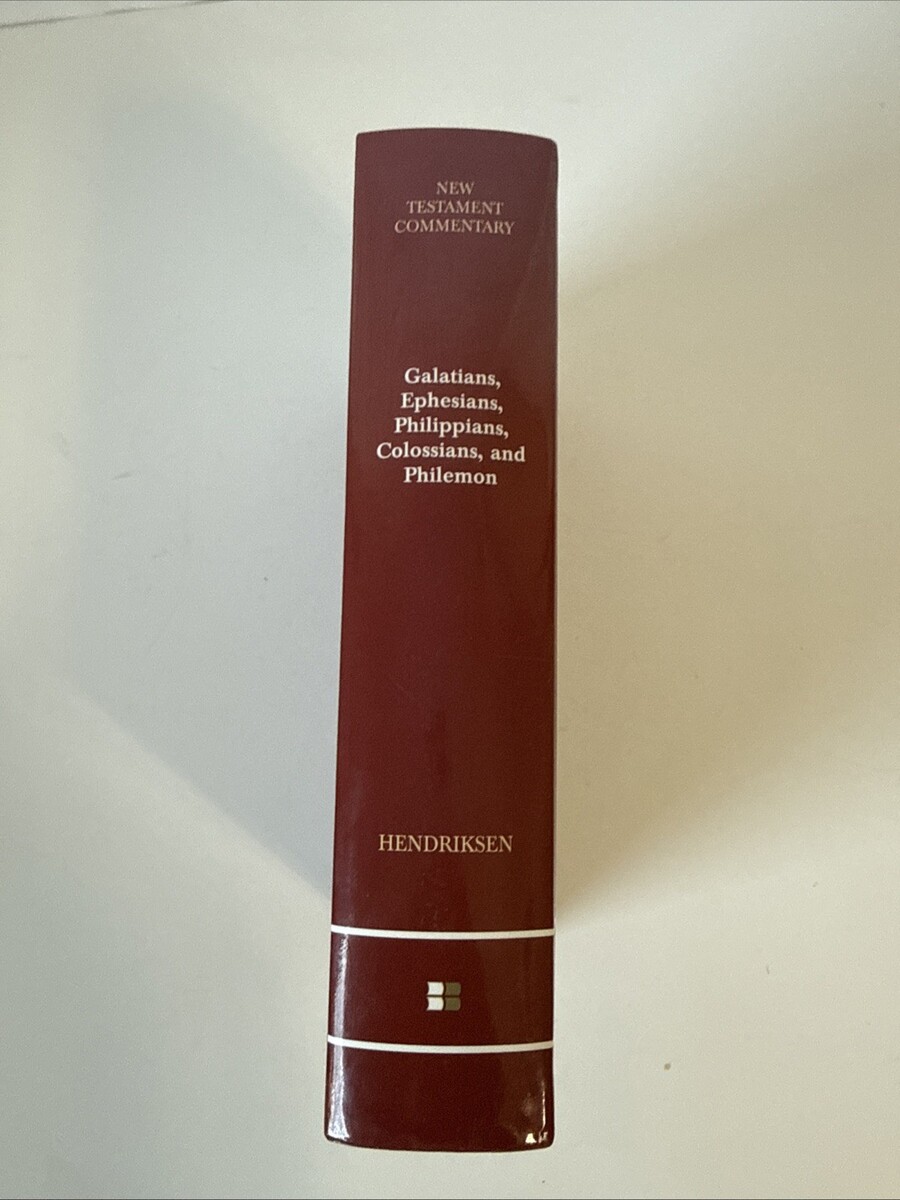 NEW
TESTAMENT
COMMENTARY
Galatians,
Ephesians,
Philippians,
Colossians, and
Philemon
HENDRIKSEN